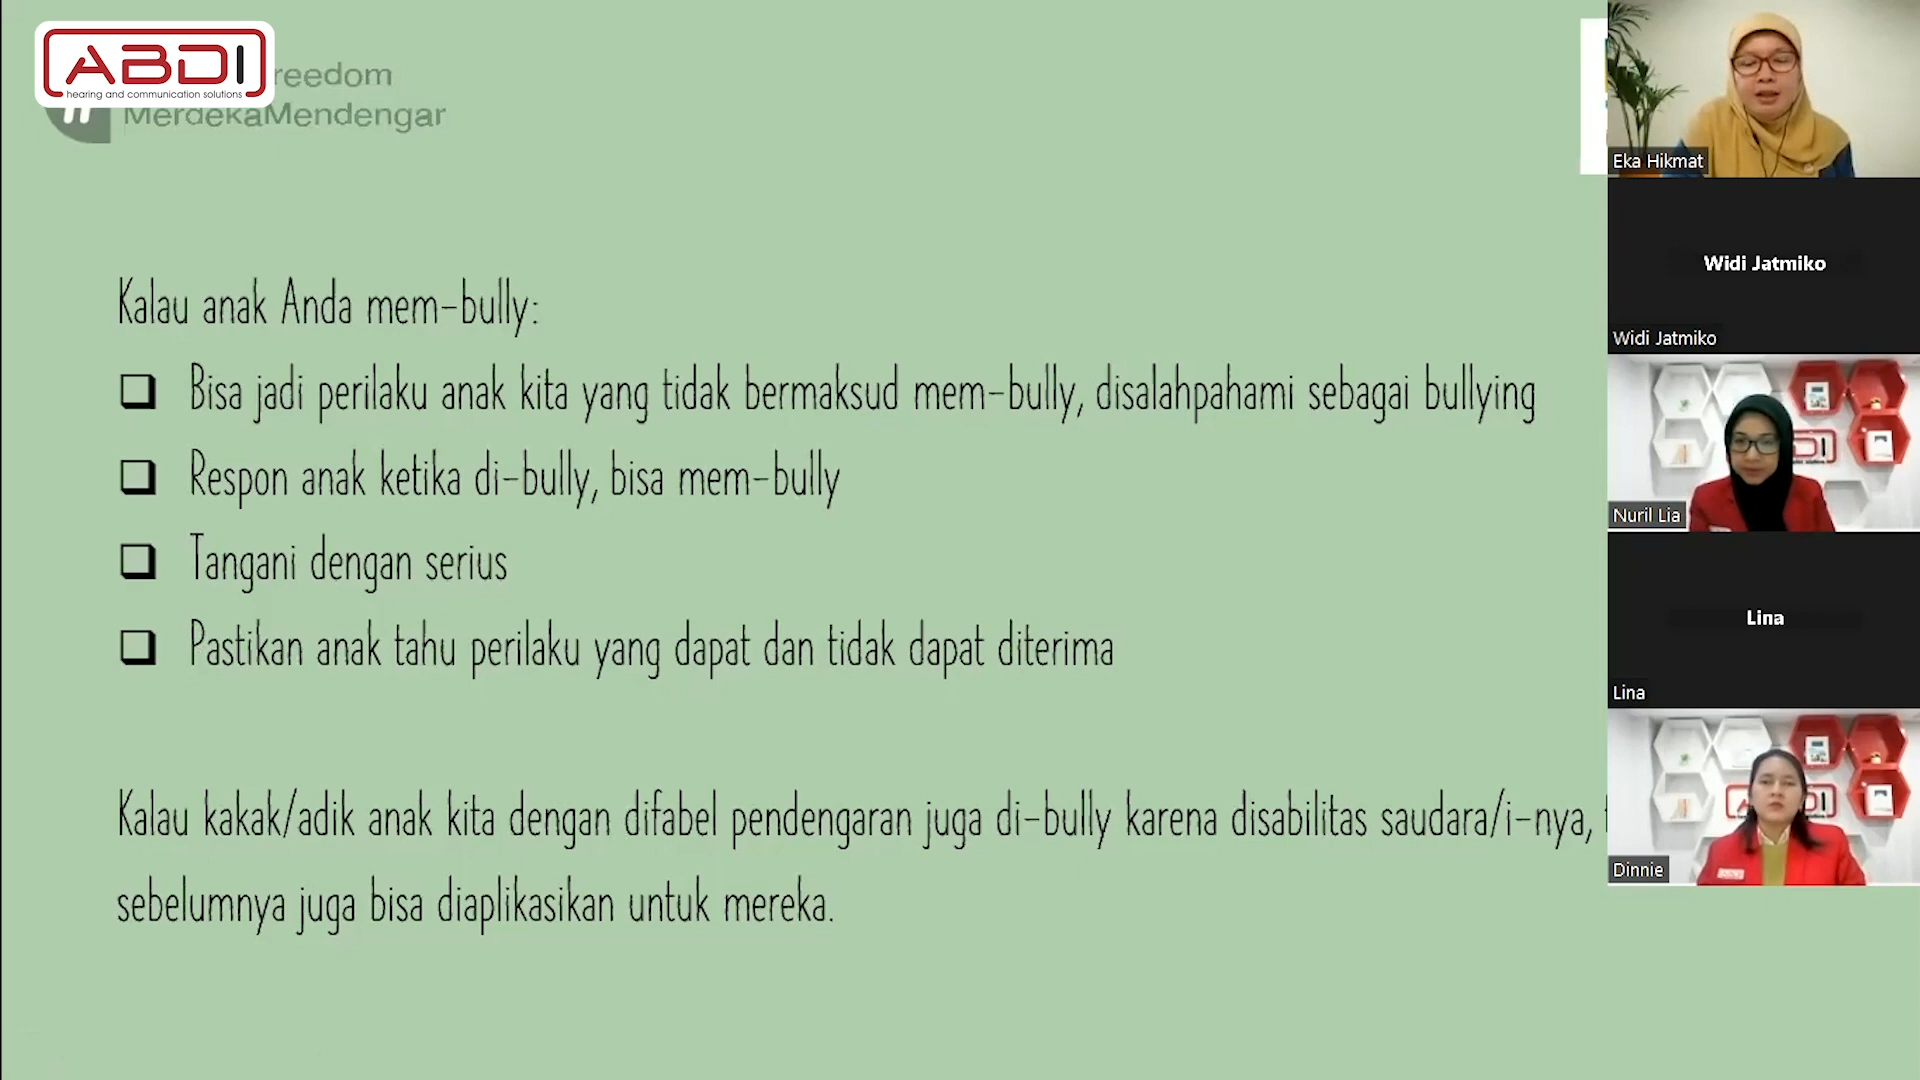 ABDI
hearing and communication solutions
reedom
MerdekaMendengar
Kalau anak Anda mem-bully:
Bisa jadi perilaku anak kita yang tidak bermaksud mem-bully, disalahpahami sebagai bullying
Respon anak ketika di-bully, bisa mem-bully
Tangani dengan serius
Pastikan anak tahu perilaku yang dapat dan tidak dapat diterima
Kalau kakak/adik anak kita dengan difabel pendengaran juga di-bully karena disabilitas saudara/i-nya,
sebelumnya juga bisa diaplikasikan untuk mereka.
Eka Hikmat
Widi Jatmiko
Widi Jatmiko
Nuril Lia
Lina
Lina
Dinnie